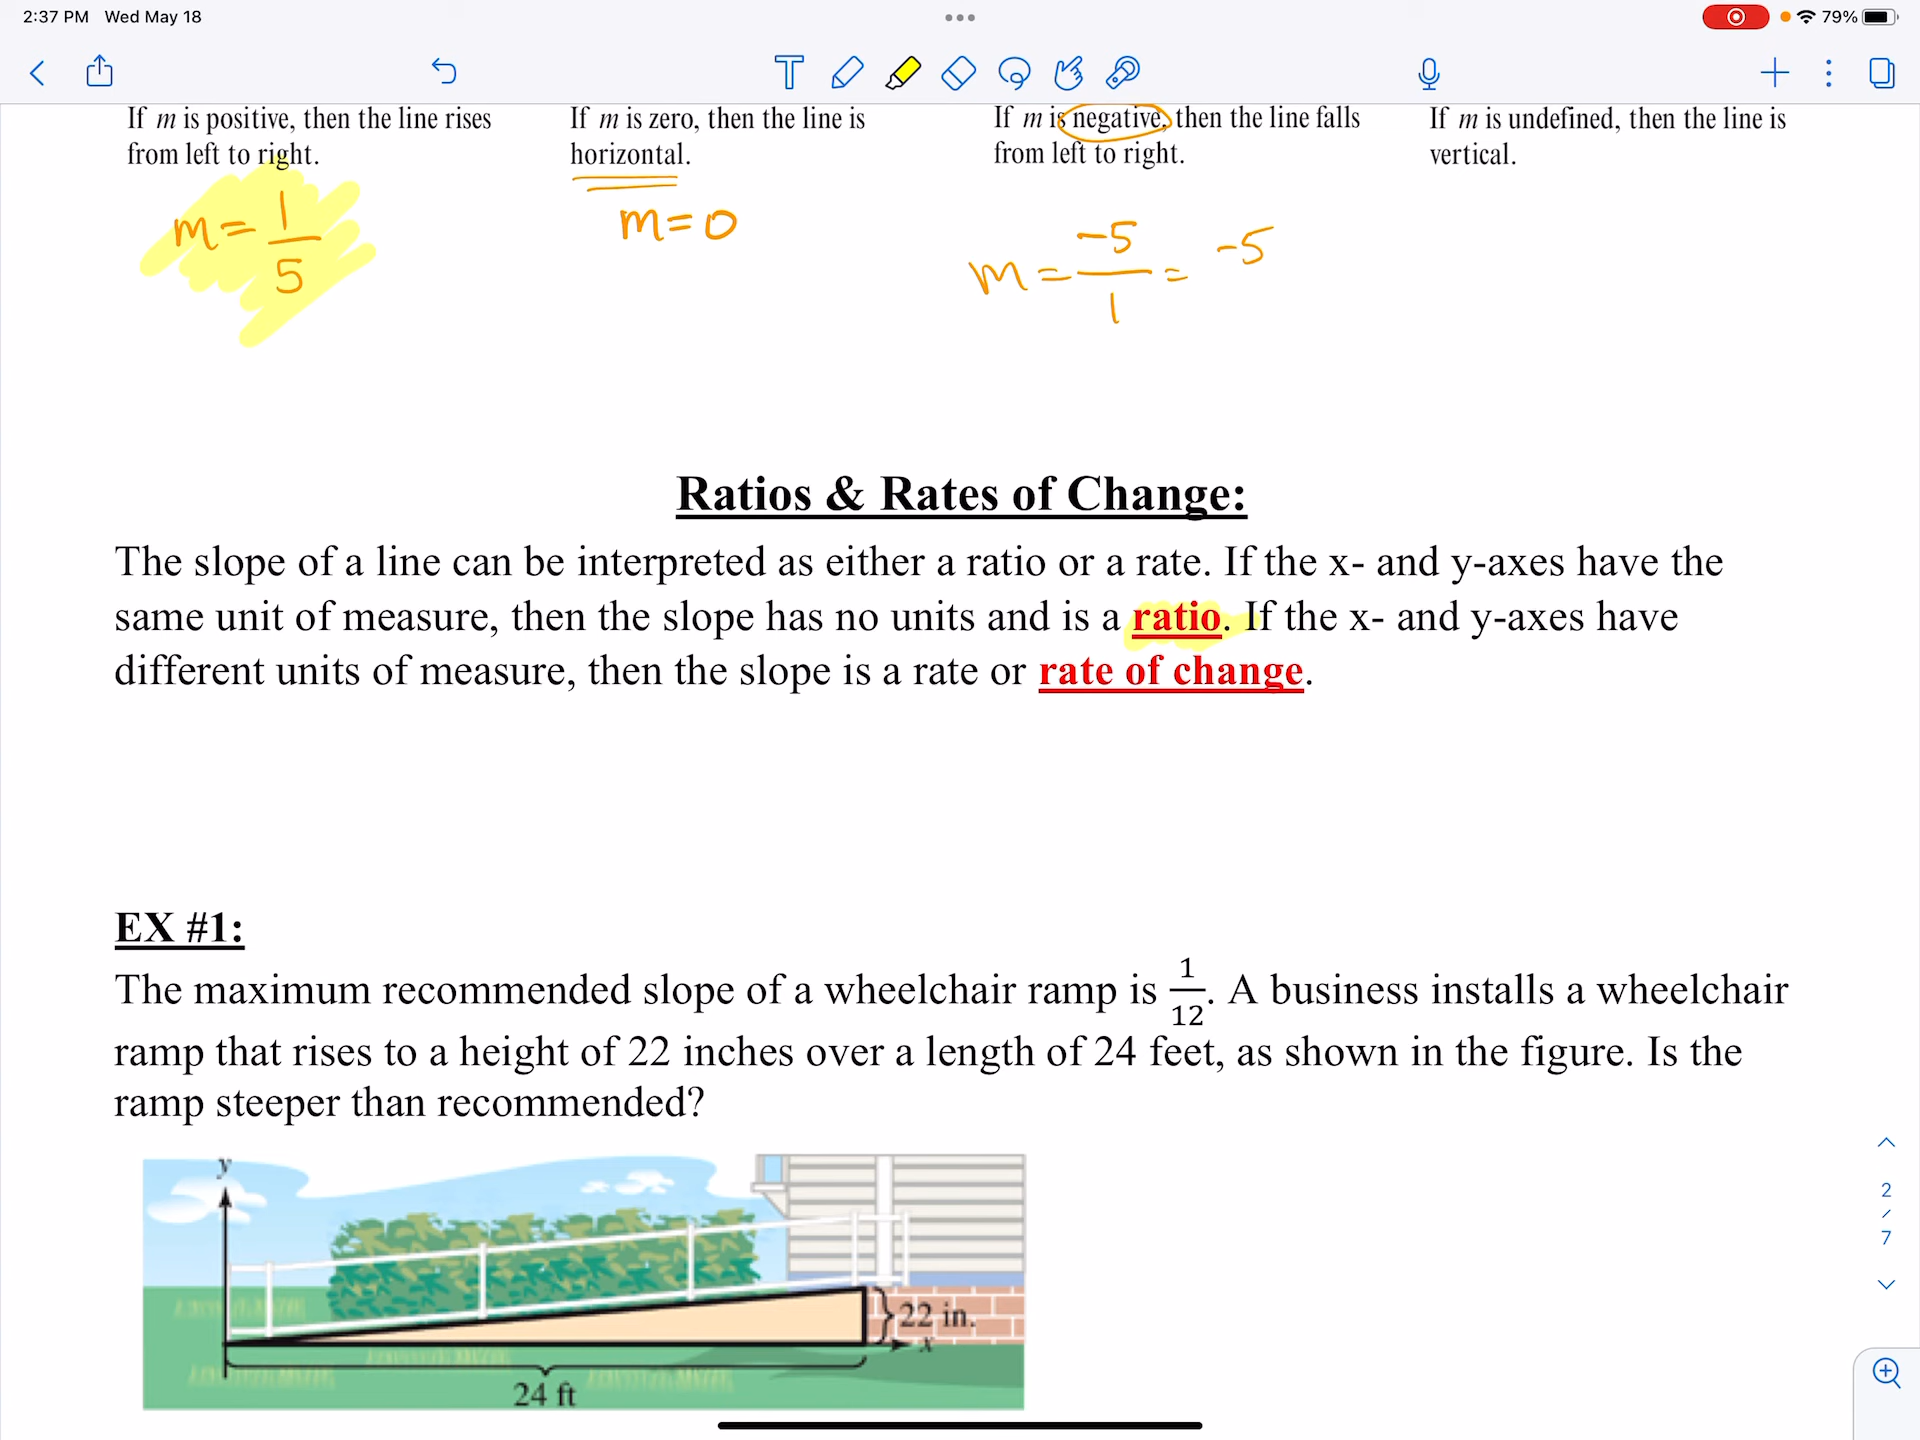 2:37 PM Wed May 18
79%
If m is positive, then the line rises
from left to right.
If m is zero, then the line is
horizontal.
If m is negative, then the line falls
from left to right.
If m is undefined, then the line is
vertical.
m = 1/5
m = 0
m = -5/1 = -5
Ratios & Rates of Change:
The slope of a line can be interpreted as either a ratio or a rate. If the x- and y-axes have the
same unit of measure, then the slope has no units and is a ratio. If the x- and y-axes have
different units of measure, then the slope is a rate or rate of change.
EX #1:
The maximum recommended slope of a wheelchair ramp is 1/12. A business installs a wheelchair
ramp that rises to a height of 22 inches over a length of 24 feet, as shown in the figure. Is the
ramp steeper than recommended?
y
22 in.
x
24 ft
2
/
7